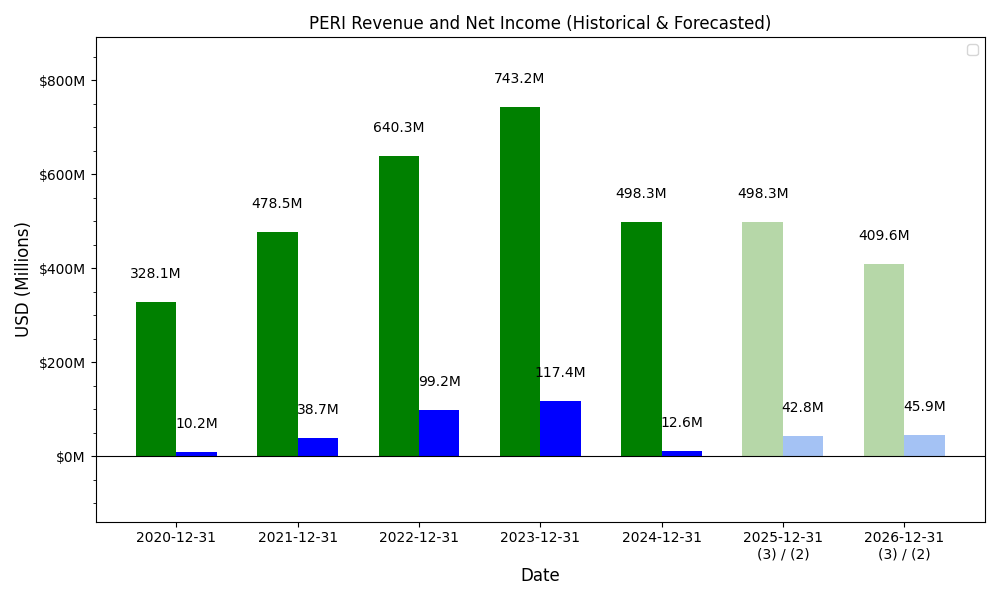 PERI Revenue and Net Income (Historical & Forecasted)
USD (Millions)
$800M
$600M
$400M
$200M
$0M
328.1M
10.2M
478.5M
38.7M
640.3M
99.2M
743.2M
117.4M
498.3M
12.6M
498.3M
42.8M
409.6M
45.9M
2020-12-31
2021-12-31
2022-12-31
2023-12-31
2024-12-31
2025-12-31
(3) / (2)
2026-12-31
(3) / (2)
Date